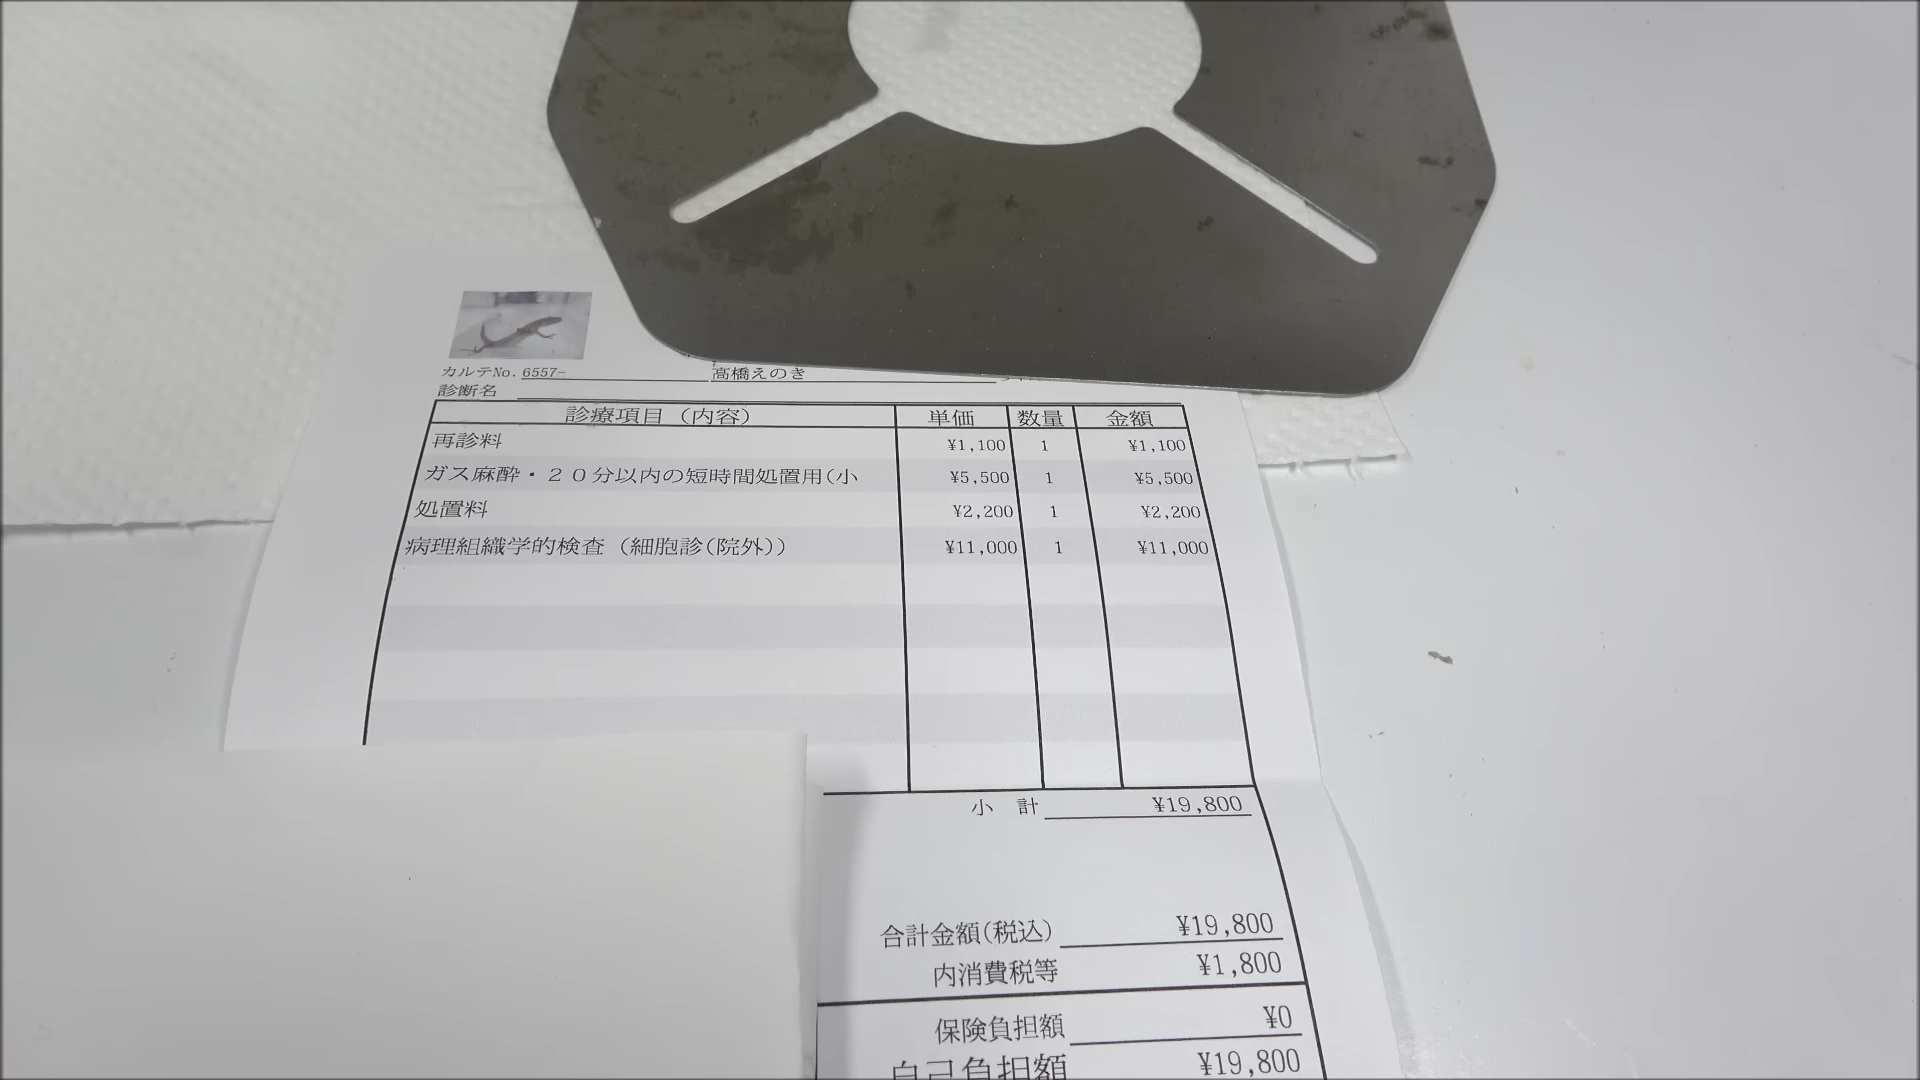 カルテNo. 6557- 高橋えのき
診断名
診療項目（内容） 単価 数量 金額
再診料 ¥1,100 1 ¥1,100
ガス麻酔・２０分以内の短時間処置用(小 ¥5,500 1 ¥5,500
処置料 ¥2,200 1 ¥2,200
病理組織学的検査（細胞診(院外)） ¥11,000 1 ¥11,000
小 計 ¥19,800
合計金額(税込) ¥19,800
内消費税等 ¥1,800
保険負担額 ¥0
自己負担額 ¥19,800